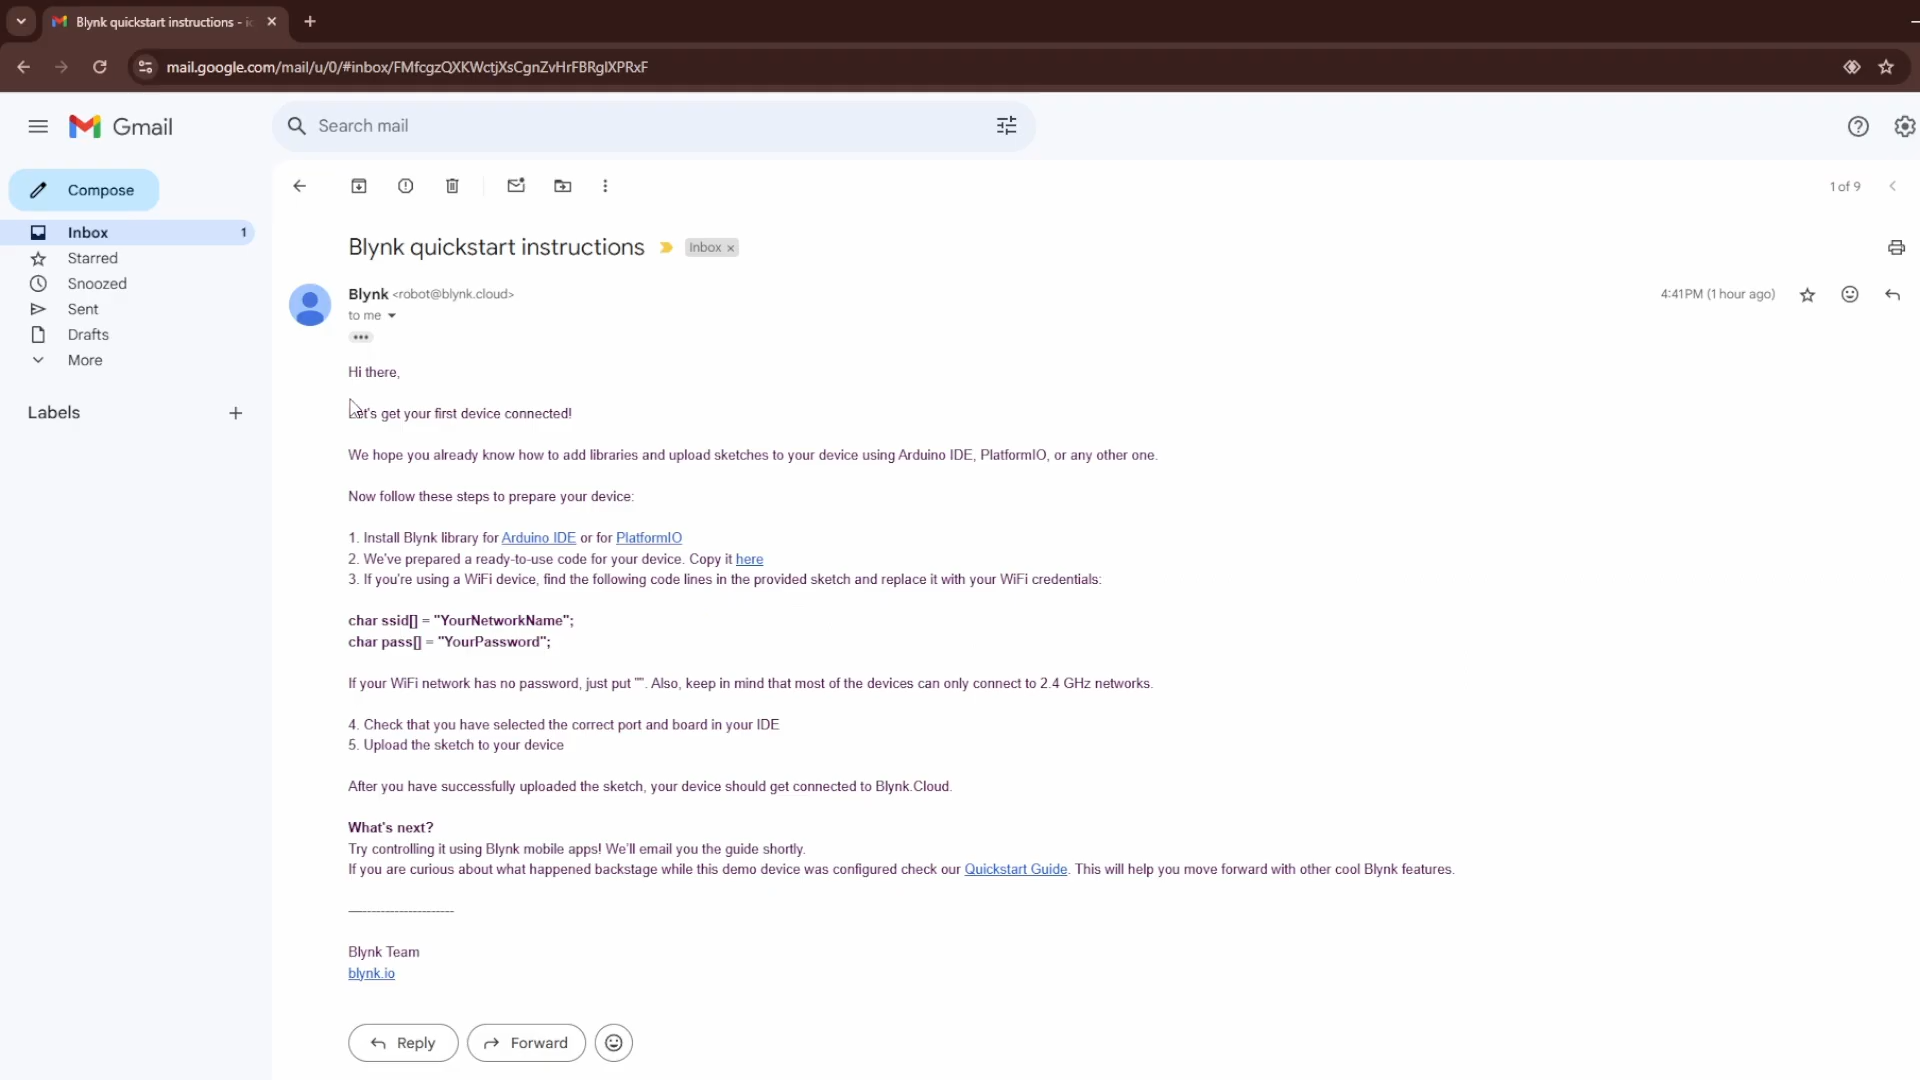 Blynk quickstart instructions -
mail.google.com/mail/u/0/#inbox/FMfcgzQXKWctjXsCgnZvHrFBRglXPRxF
Gmail
Search mail
Compose
1 of 9
Inbox 1
Starred
Snoozed
Sent
Drafts
More
Labels
Blynk quickstart instructions Inbox ×
Blynk <robot@blynk.cloud> 4:41 PM (1 hour ago)
to me
Hi there,
Let's get your first device connected!
We hope you already know how to add libraries and upload sketches to your device using Arduino IDE, PlatformIO, or any other one.
Now follow these steps to prepare your device:
1. Install Blynk library for Arduino IDE or for PlatformIO
2. We've prepared a ready-to-use code for your device. Copy it here
3. If you're using a WiFi device, find the following code lines in the provided sketch and replace it with your WiFi credentials:
char ssid[] = "YourNetworkName";
char pass[] = "YourPassword";
If your WiFi network has no password, just put "". Also, keep in mind that most of the devices can only connect to 2.4 GHz networks.
4. Check that you have selected the correct port and board in your IDE
5. Upload the sketch to your device
After you have successfully uploaded the sketch, your device should get connected to Blynk.Cloud.
What's next?
Try controlling it using Blynk mobile apps! We'll email you the guide shortly.
If you are curious about what happened backstage while this demo device was configured check our Quickstart Guide. This will help you move forward with other cool Blynk features.
—--------------------
Blynk Team
blynk.io
Reply
Forward